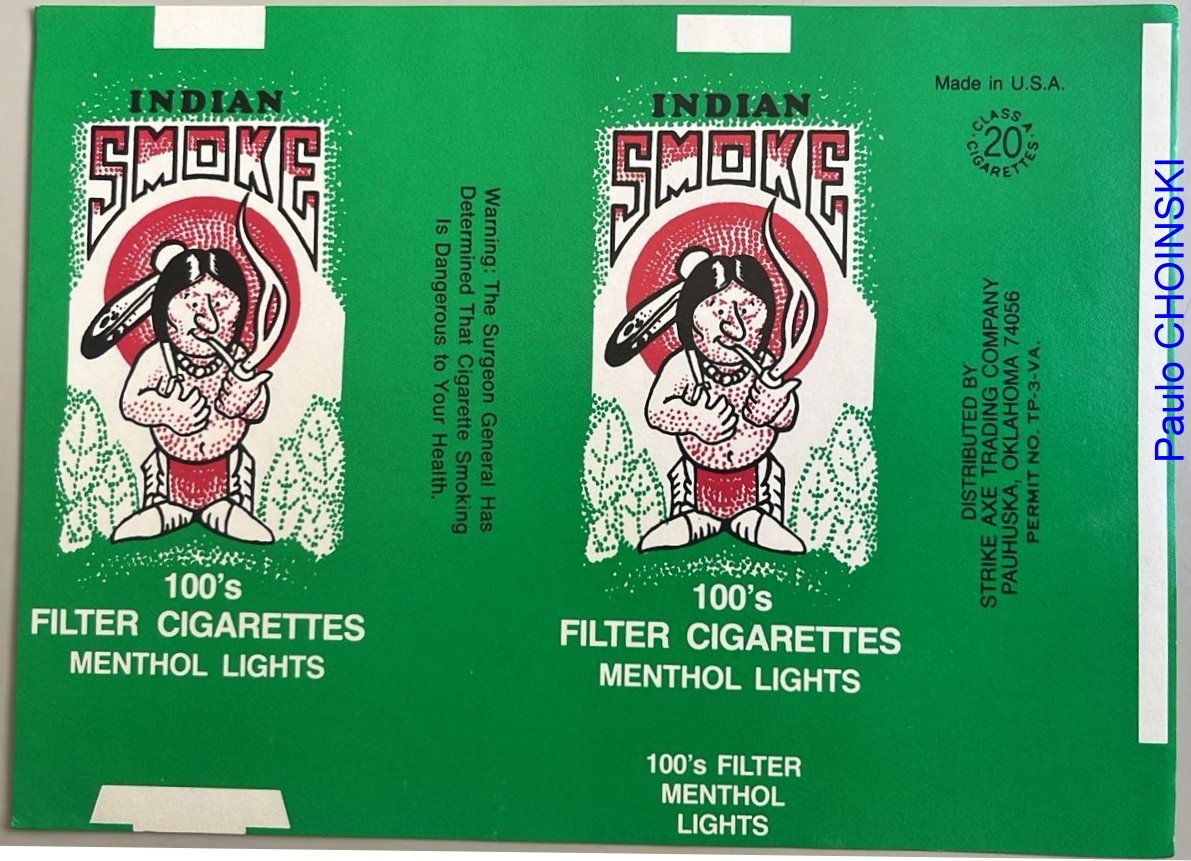 INDIAN
SMOKE
100's
FILTER CIGARETTES
MENTHOL LIGHTS
Warning: The Surgeon General Has
Determined That Cigarette Smoking
Is Dangerous to Your Health.
INDIAN
SMOKE
100's
FILTER CIGARETTES
MENTHOL LIGHTS
100's FILTER
MENTHOL
LIGHTS
Made in U.S.A.
CLASS A
20
CIGARETTES
DISTRIBUTED BY
STRIKE AXE TRADING COMPANY
PAUHUSKA, OKLAHOMA 74056
PERMIT NO. TP-3-VA.
Paulo CHOINSKI